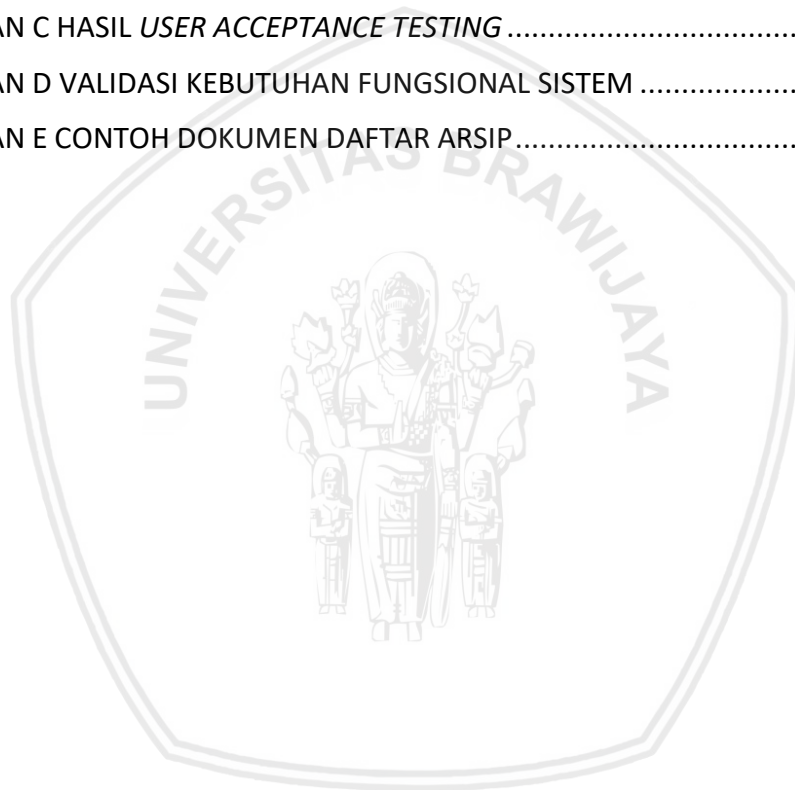 AN C HASIL USER ACCEPTANCE TESTING ....................................
AN D VALIDASI KEBUTUHAN FUNGSIONAL SISTEM ...................
AN E CONTOH DOKUMEN DAFTAR ARSIP...................................
UNIVERSITAS BRAWIJAYA